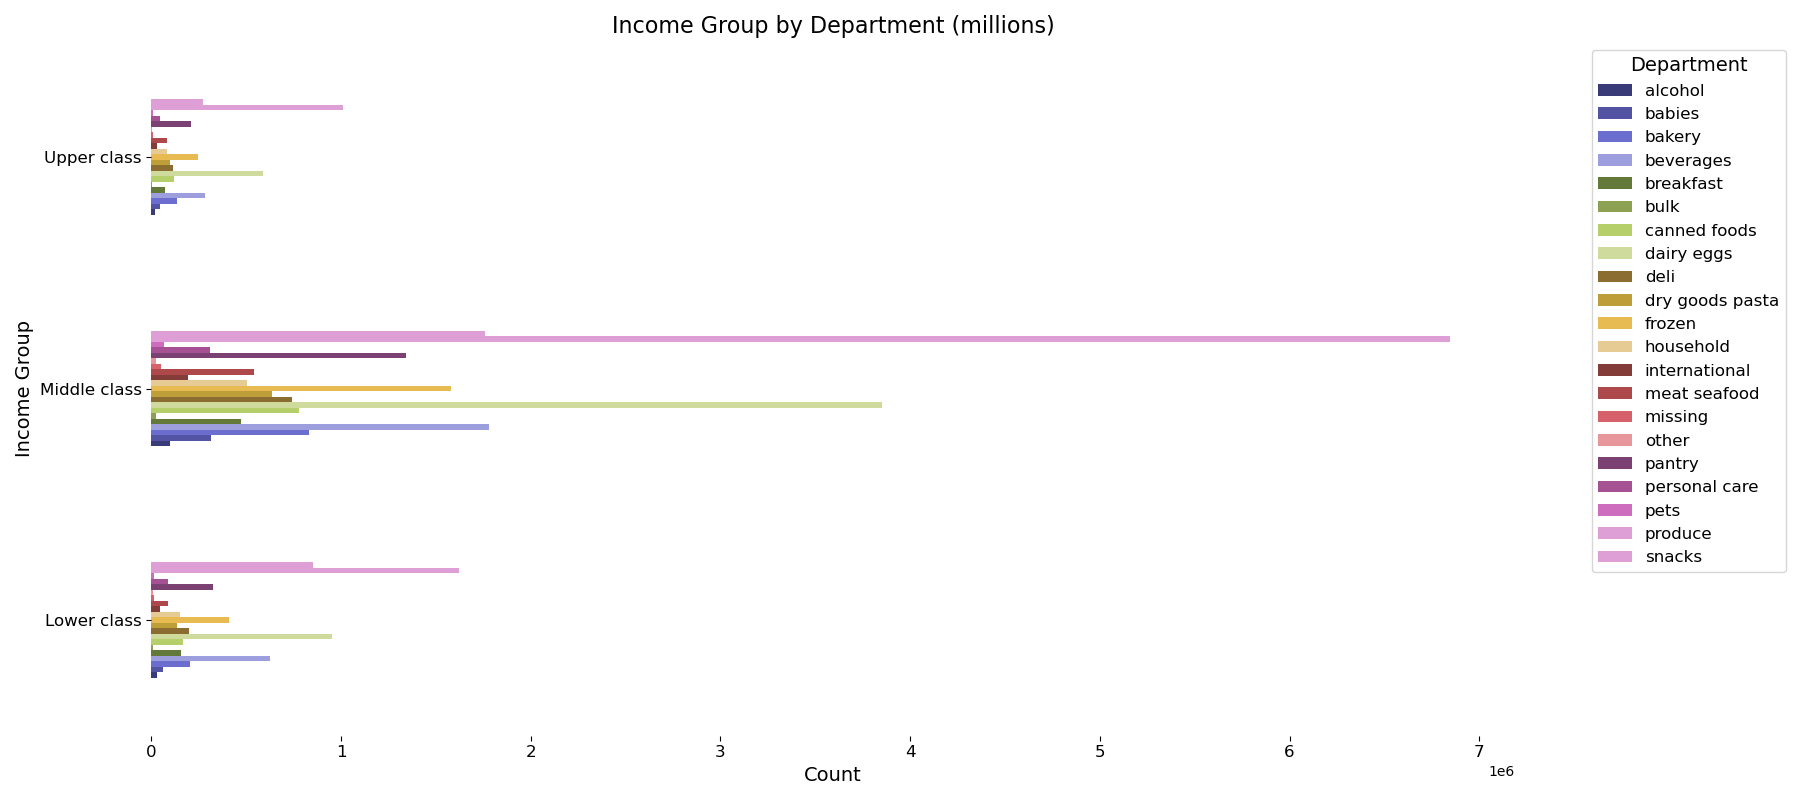 Income Group by Department (millions)
Department
alcohol
babies
bakery
beverages
breakfast
bulk
canned foods
dairy eggs
deli
dry goods pasta
frozen
household
international
meat seafood
missing
other
pantry
personal care
pets
produce
snacks
Income Group
Upper class
Middle class
Lower class
0 1 2 3 4 5 6 7
1e6
Count